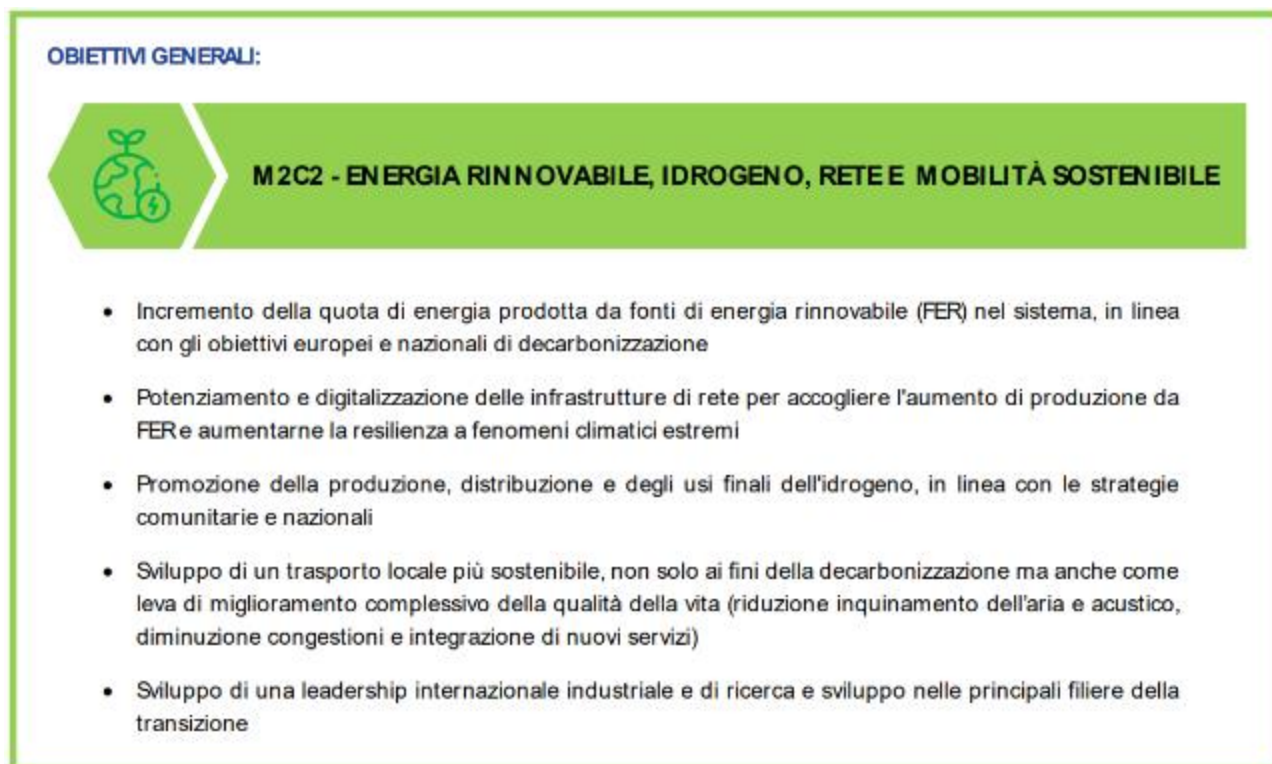 OBIETTIVI GENERALI:
M2C2 - ENERGIA RINNOVABILE, IDROGENO, RETE E MOBILITÀ SOSTENIBILE
• Incremento della quota di energia prodotta da fonti di energia rinnovabile (FER) nel sistema, in linea
con gli obiettivi europei e nazionali di decarbonizzazione
• Potenziamento e digitalizzazione delle infrastrutture di rete per accogliere l'aumento di produzione da
FER e aumentarne la resilienza a fenomeni climatici estremi
• Promozione della produzione, distribuzione e degli usi finali dell'idrogeno, in linea con le strategie
comunitarie e nazionali
• Sviluppo di un trasporto locale più sostenibile, non solo ai fini della decarbonizzazione ma anche come
leva di miglioramento complessivo della qualità della vita (riduzione inquinamento dell'aria e acustico,
diminuzione congestioni e integrazione di nuovi servizi)
• Sviluppo di una leadership internazionale industriale e di ricerca e sviluppo nelle principali filiere della
transizione